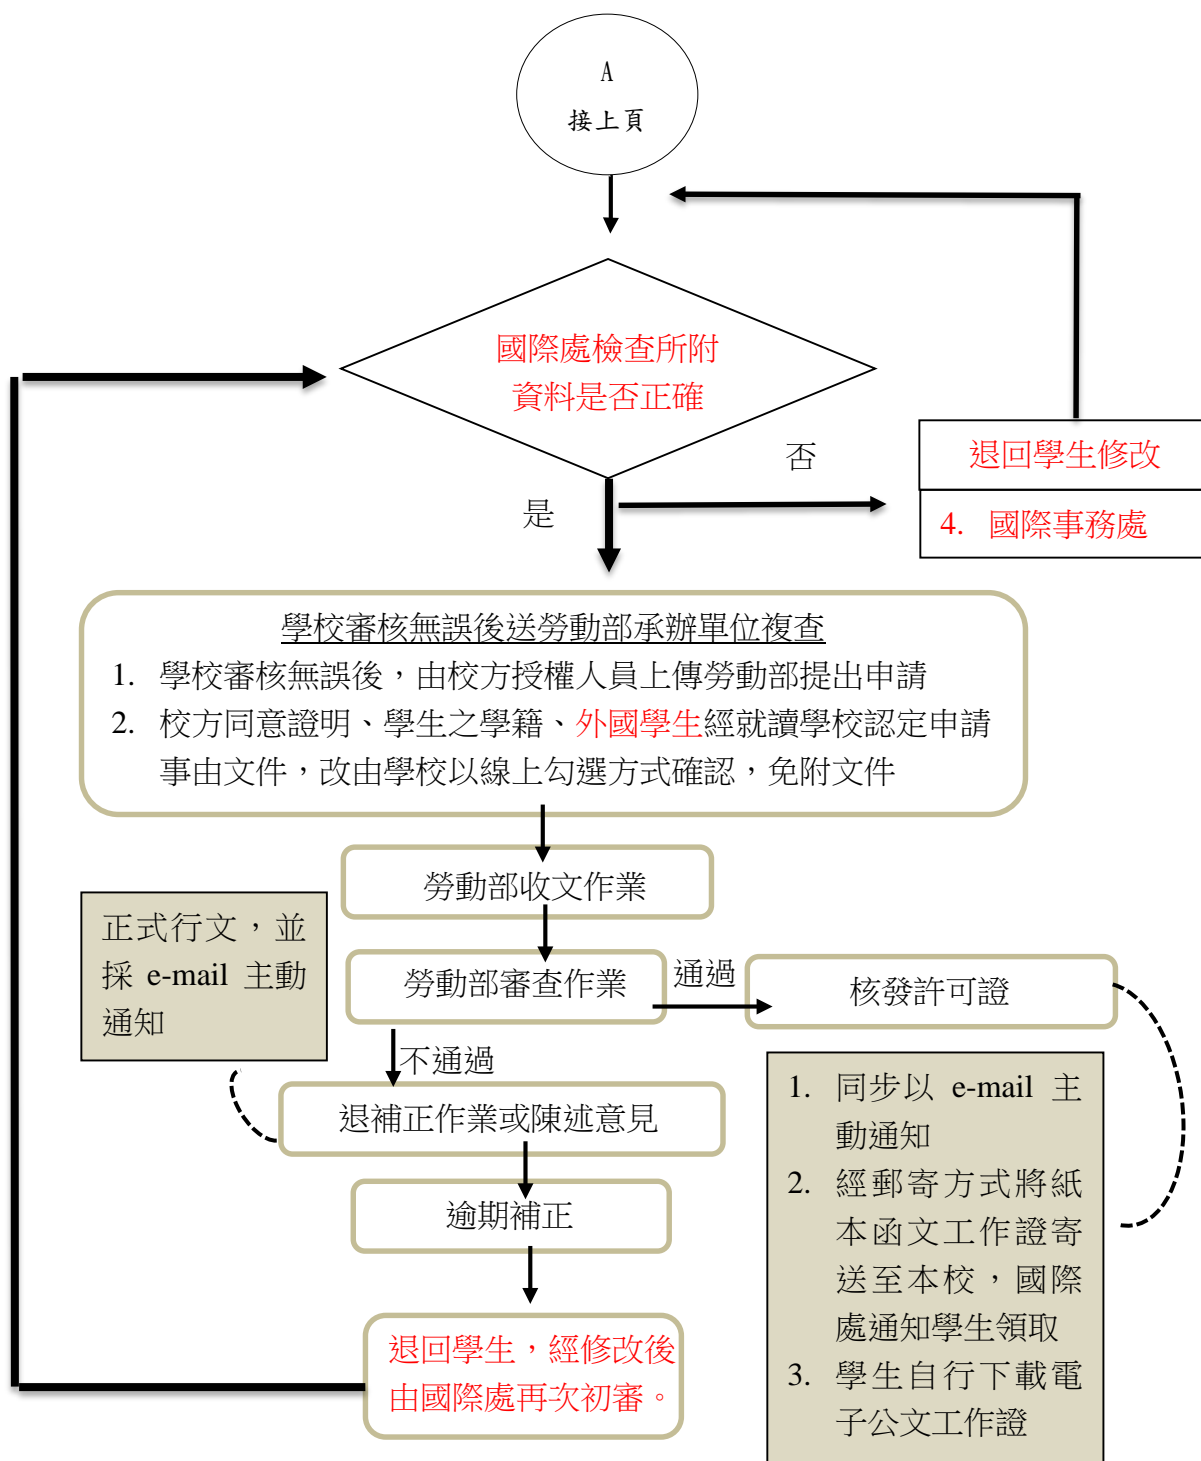 A
接上頁
國際處檢查所附
資料是否正確
否
是
退回學生修改
4. 國際事務處
學校審核無誤後送勞動部承辦單位複查
1. 學校審核無誤後，由校方授權人員上傳勞動部提出申請
2. 校方同意證明、學生之學籍、外國學生經就讀學校認定申請
事由文件，改由學校以線上勾選方式確認，免附文件
勞動部收文作業
正式行文，並
採 e-mail 主動
通知
勞動部審查作業
通過
核發許可證
不通過
退補正作業或陳述意見
逾期補正
退回學生，經修改後
由國際處再次初審。
1. 同步以 e-mail 主
動通知
2. 經郵寄方式將紙
本函文工作證寄
送至本校，國際
處通知學生領取
3. 學生自行下載電
子公文工作證